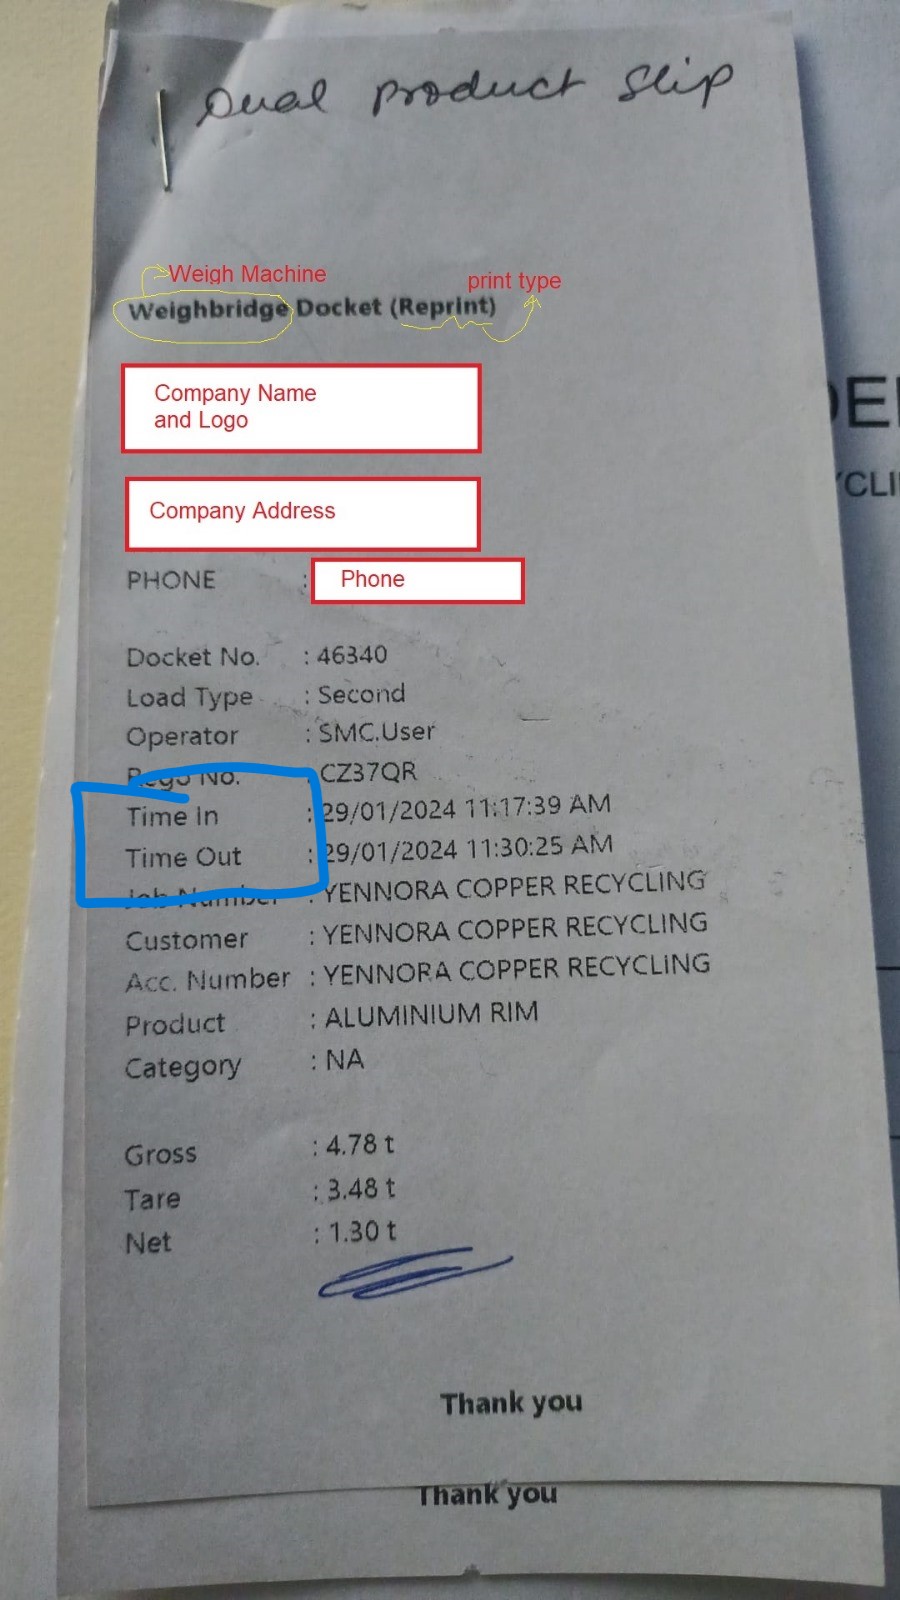 Dual Product Slip
Weigh Machine
print type
Weighbridge Docket (Reprint)
Company Name
and Logo
Company Address
PHONE : Phone
Docket No. : 46340
Load Type : Second
Operator : SMC.User
Rego No. : CZ37QR
Time In : 29/01/2024 11:17:39 AM
Time Out : 29/01/2024 11:30:25 AM
Job Number : YENNORA COPPER RECYCLING
Customer : YENNORA COPPER RECYCLING
Acc. Number : YENNORA COPPER RECYCLING
Product : ALUMINIUM RIM
Category : NA
Gross : 4.78 t
Tare : 3.48 t
Net : 1.30 t
Thank you
Thank you